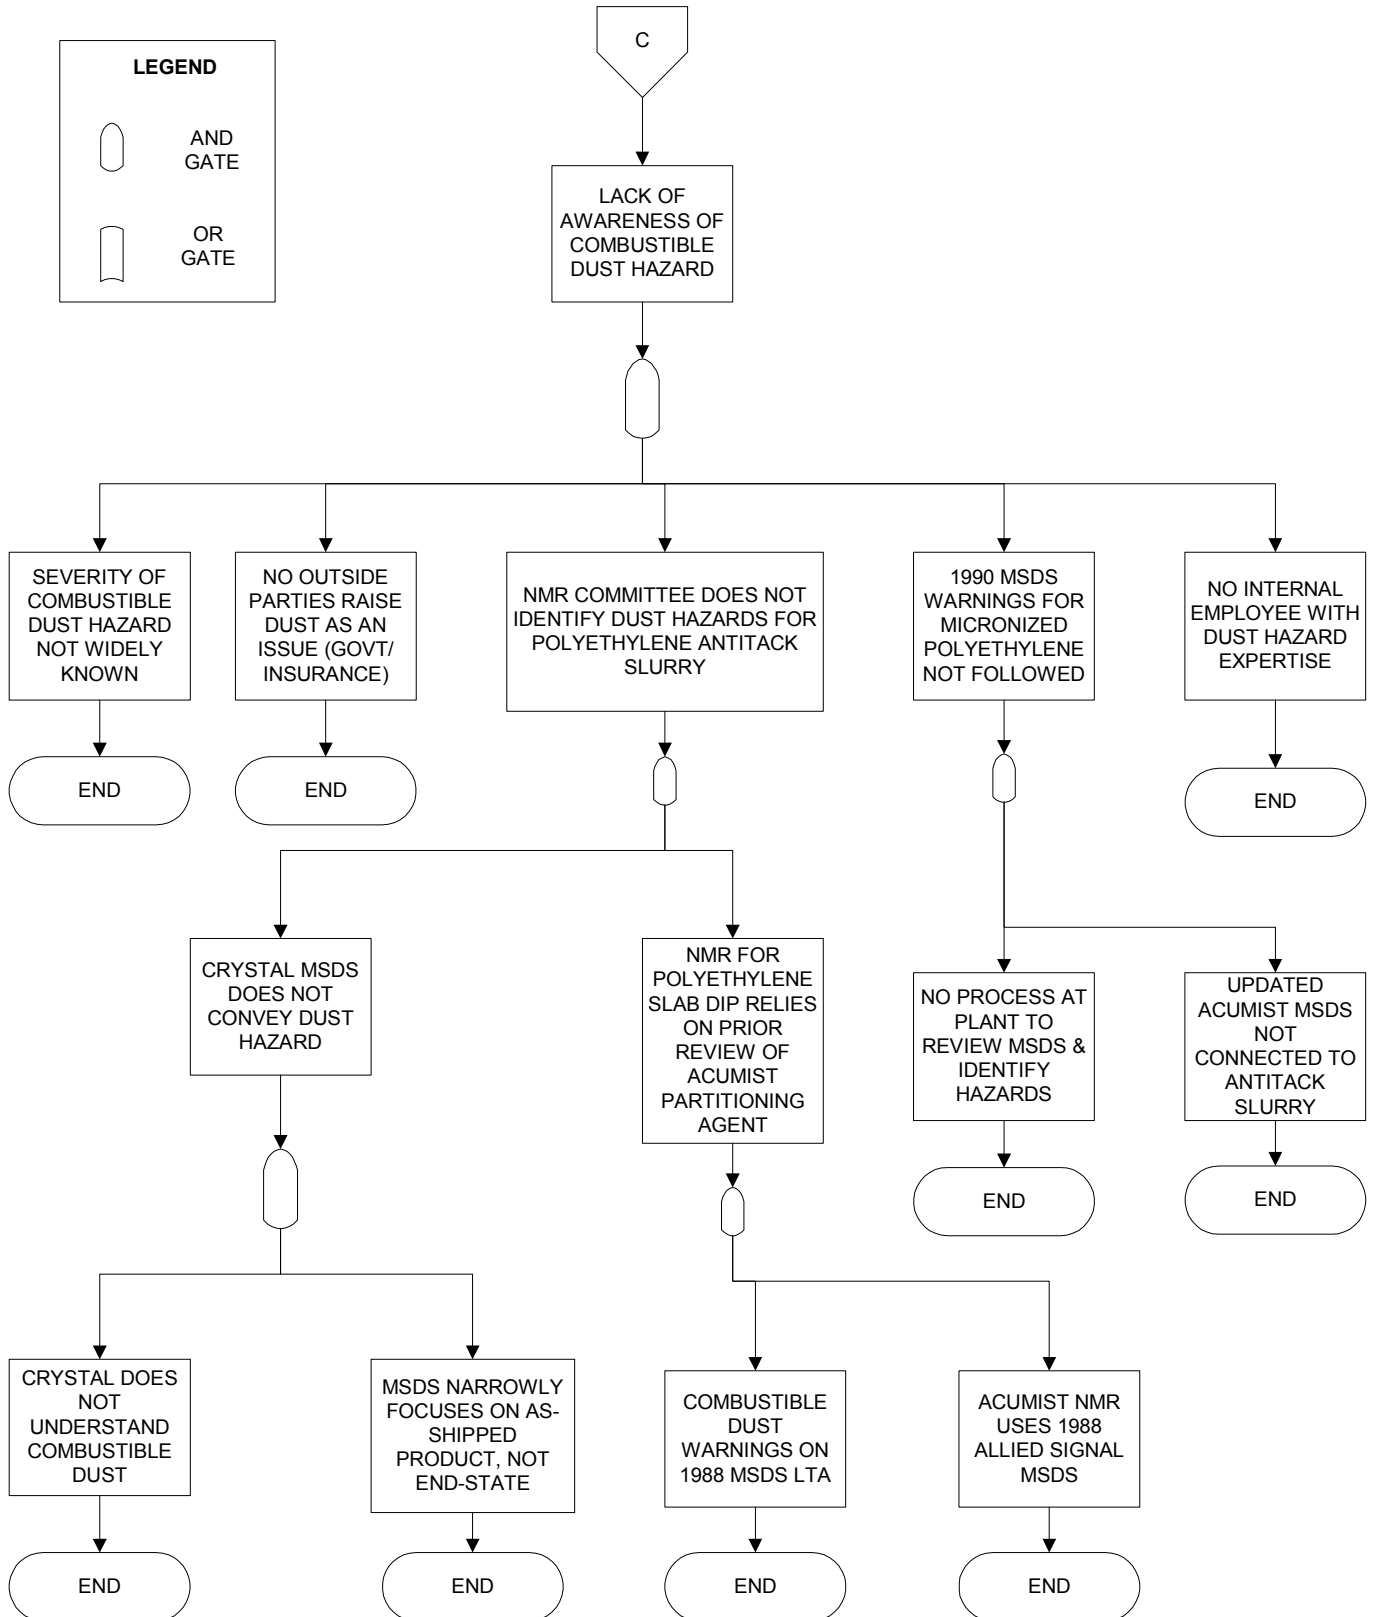 C
LEGEND
AND
GATE
OR
GATE
LACK OF
AWARENESS OF
COMBUSTIBLE
DUST HAZARD
SEVERITY OF
COMBUSTIBLE
DUST HAZARD
NOT WIDELY
KNOWN
NO OUTSIDE
PARTIES RAISE
DUST AS AN
ISSUE (GOVT/
INSURANCE)
NMR COMMITTEE DOES NOT
IDENTIFY DUST HAZARDS FOR
POLYETHYLENE ANTITACK
SLURRY
1990 MSDS
WARNINGS FOR
MICRONIZED
POLYETHYLENE
NOT FOLLOWED
NO INTERNAL
EMPLOYEE WITH
DUST HAZARD
EXPERTISE
END
END
END
CRYSTAL MSDS
DOES NOT
CONVEY DUST
HAZARD
NMR FOR
POLYETHYLENE
SLAB DIP RELIES
ON PRIOR
REVIEW OF
ACUMIST
PARTITIONING
AGENT
NO PROCESS AT
PLANT TO
REVIEW MSDS &
IDENTIFY
HAZARDS
UPDATED
ACUMIST MSDS
NOT
CONNECTED TO
ANTITACK
SLURRY
END
END
CRYSTAL DOES
NOT
UNDERSTAND
COMBUSTIBLE
DUST
MSDS NARROWLY
FOCUSES ON AS-
SHIPPED
PRODUCT, NOT
END-STATE
COMBUSTIBLE
DUST
WARNINGS ON
1988 MSDS LTA
ACUMIST NMR
USES 1988
ALLIED SIGNAL
MSDS
END
END
END
END